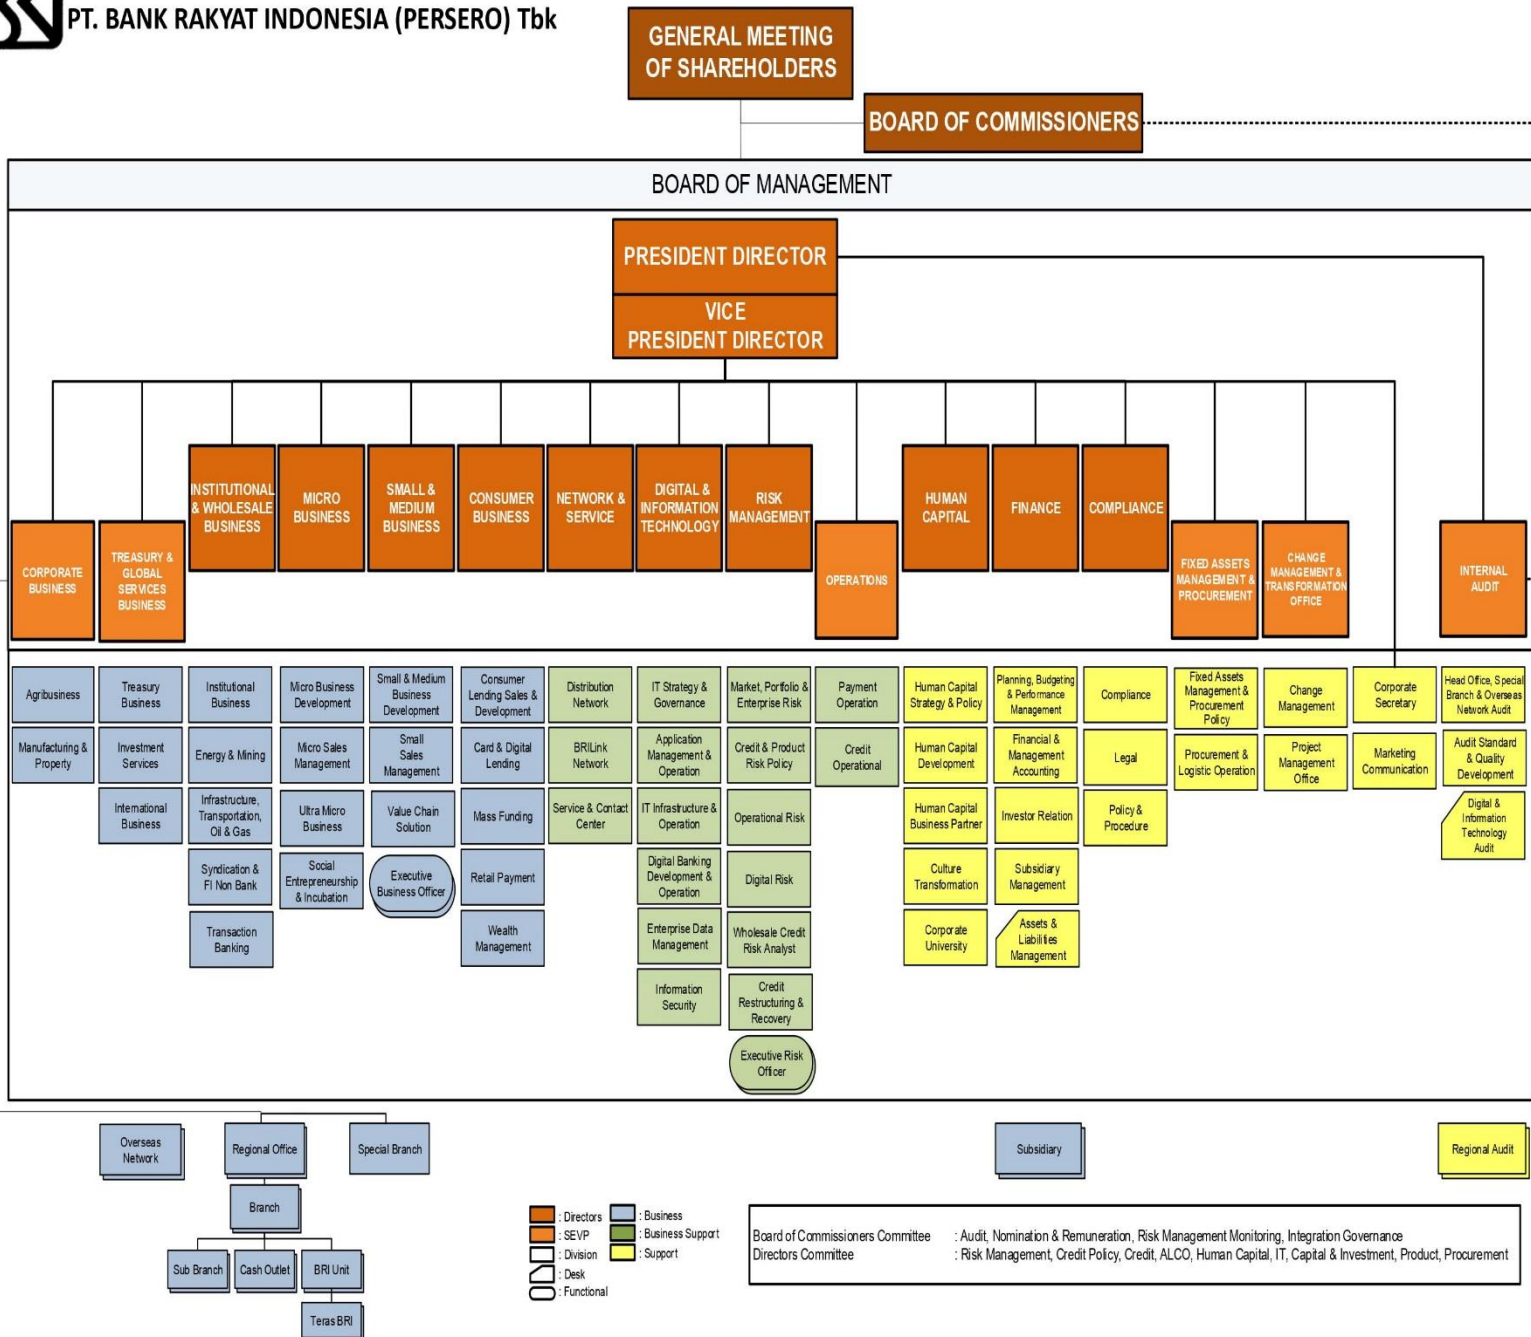 PT. BANK RAKYAT INDONESIA (PERSERO) Tbk
GENERAL MEETING
OF SHAREHOLDERS
BOARD OF COMMISSIONERS
BOARD OF MANAGEMENT
PRESIDENT DIRECTOR
VICE
PRESIDENT DIRECTOR
CORPORATE
BUSINESS
TREASURY &
GLOBAL
SERVICES
BUSINESS
INSTITUTIONAL
& WHOLESALE
BUSINESS
MICRO
BUSINESS
SMALL &
MEDIUM
BUSINESS
CONSUMER
BUSINESS
NETWORK &
SERVICE
DIGITAL &
INFORMATION
TECHNOLOGY
RISK
MANAGEMENT
OPERATIONS
HUMAN
CAPITAL
FINANCE
COMPLIANCE
FIXED ASSETS
MANAGEMENT &
PROCUREMENT
CHANGE
MANAGEMENT &
TRANSFORMATION
OFFICE
INTERNAL
AUDIT
Agribusiness
Manufacturing &
Property
Treasury
Business
Investment
Services
International
Business
Institutional
Business
Energy & Mining
Infrastructure,
Transportation,
Oil & Gas
Syndication &
FI Non Bank
Transaction
Banking
Micro Business
Development
Micro Sales
Management
Ultra Micro
Business
Social
Entrepreneurship
& Incubation
Small & Medium
Business
Development
Small
Sales
Management
Value Chain
Solution
Executive
Business Officer
Consumer
Lending Sales &
Development
Card & Digital
Lending
Mass Funding
Retail Payment
Wealth
Management
Distribution
Network
BRILink
Network
Service & Contact
Center
IT Strategy &
Governance
Application
Management &
Operation
IT Infrastructure &
Operation
Digital Banking
Development &
Operation
Enterprise Data
Management
Information
Security
Market, Portfolio &
Enterprise Risk
Credit & Product
Risk Policy
Operational Risk
Digital Risk
Wholesale Credit
Risk Analyst
Credit
Restructuring &
Recovery
Executive Risk
Officer
Payment
Operation
Credit
Operational
Human Capital
Strategy & Policy
Human Capital
Development
Human Capital
Business Partner
Culture
Transformation
Corporate
University
Planning, Budgeting
& Performance
Management
Financial &
Management
Accounting
Investor Relation
Subsidiary
Management
Assets &
Liabilities
Management
Compliance
Legal
Policy &
Procedure
Fixed Assets
Management &
Procurement
Policy
Procurement &
Logistic Operation
Change
Management
Project
Management
Office
Corporate
Secretary
Marketing
Communication
Head Office, Special
Branch & Overseas
Network Audit
Audit Standard
& Quality
Development
Digital &
Information
Technology
Audit
Overseas
Network
Regional Office
Special Branch
Branch
Sub Branch
Cash Outlet
BRI Unit
Teras BRI
Subsidiary
Regional Audit
: Directors
: SEVP
: Division
: Desk
: Functional
: Business
: Business Support
: Support
Board of Commissioners Committee : Audit, Nomination & Remuneration, Risk Management Monitoring, Integration Governance
Directors Committee : Risk Management, Credit Policy, Credit, ALCO, Human Capital, IT, Capital & Investment, Product, Procurement